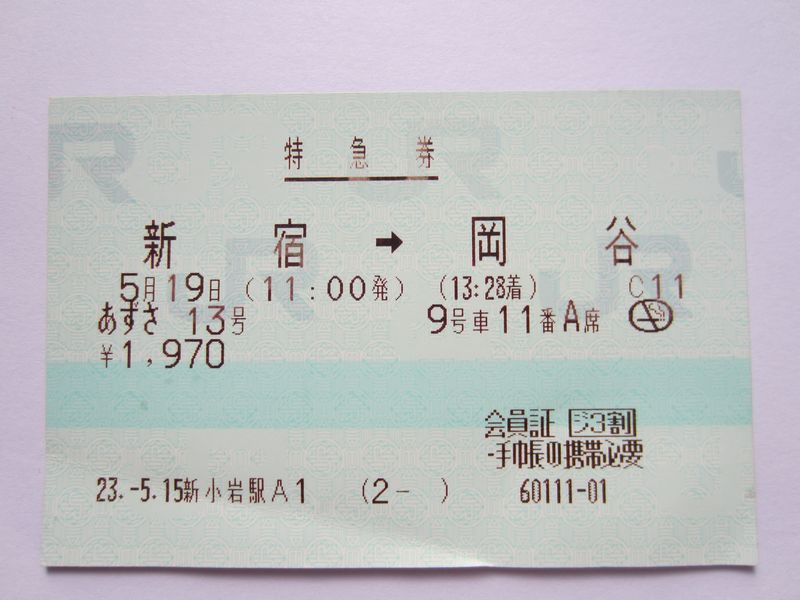 特急券
新宿 → 岡谷
5月19日 (11:00発) (13:28着) C11
あずさ 13号 9号車11番A席
¥1,970
会員証 ジ3割
・手帳の携帯必要
23.-5.15新小岩駅A1 (2- ) 60111-01